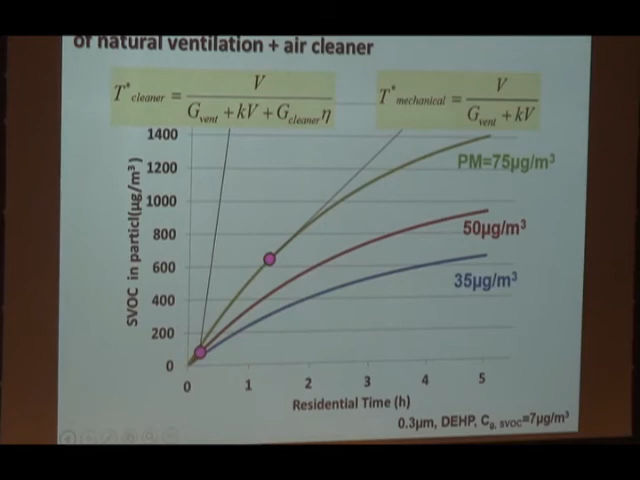 of natural ventilation + air cleaner
T*cleaner = V / (Gvent + kV + Gcleaner η)
T*mechanical = V / (Gvent + kV)
1400
1200
1000
800
600
400
200
0
SVOC in particl(µg/m³)
PM=75µg/m³
50µg/m³
35µg/m³
0 1 2 3 4 5
Residential Time (h)
0.3µm, DEHP, Cg, SVOC=7µg/m³